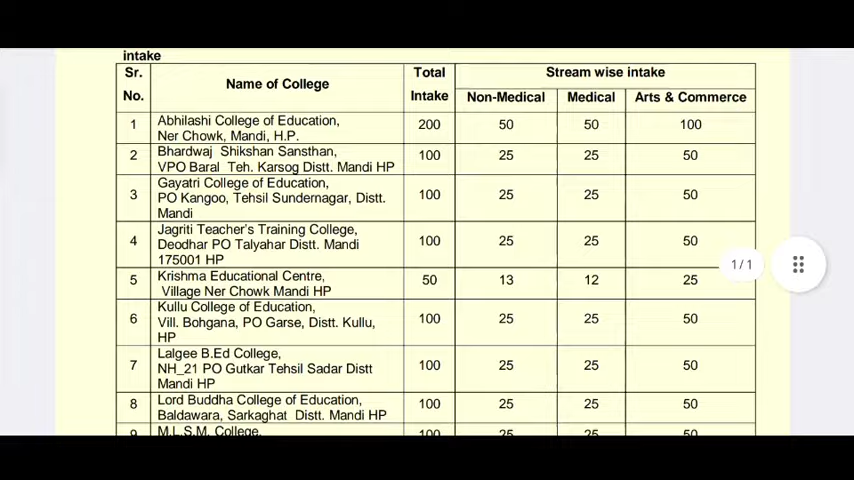 intake
Sr. No. Name of College Total Intake Stream wise intake
Non-Medical Medical Arts & Commerce
1 Abhilashi College of Education, 200 50 50 100
Ner Chowk, Mandi, H.P.
2 Bhardwaj Shikshan Sansthan, 100 25 25 50
VPO Baral Teh. Karsog Distt. Mandi HP
3 Gayatri College of Education, 100 25 25 50
PO Kangoo, Tehsil Sundernagar, Distt.
Mandi
4 Jagriti Teacher's Training College, 100 25 25 50
Deodhar PO Talyahar Distt. Mandi
175001 HP
1/1
5 Krishma Educational Centre, 50 13 12 25
Village Ner Chowk Mandi HP
6 Kullu College of Education, 100 25 25 50
Vill. Bohgana, PO Garse, Distt. Kullu,
HP
7 Lalgee B.Ed College, 100 25 25 50
NH_21 PO Gutkar Tehsil Sadar Distt
Mandi HP
8 Lord Buddha College of Education, 100 25 25 50
Baldawara, Sarkaghat Distt. Mandi HP
9 M.L.S.M. College, 100 25 25 50